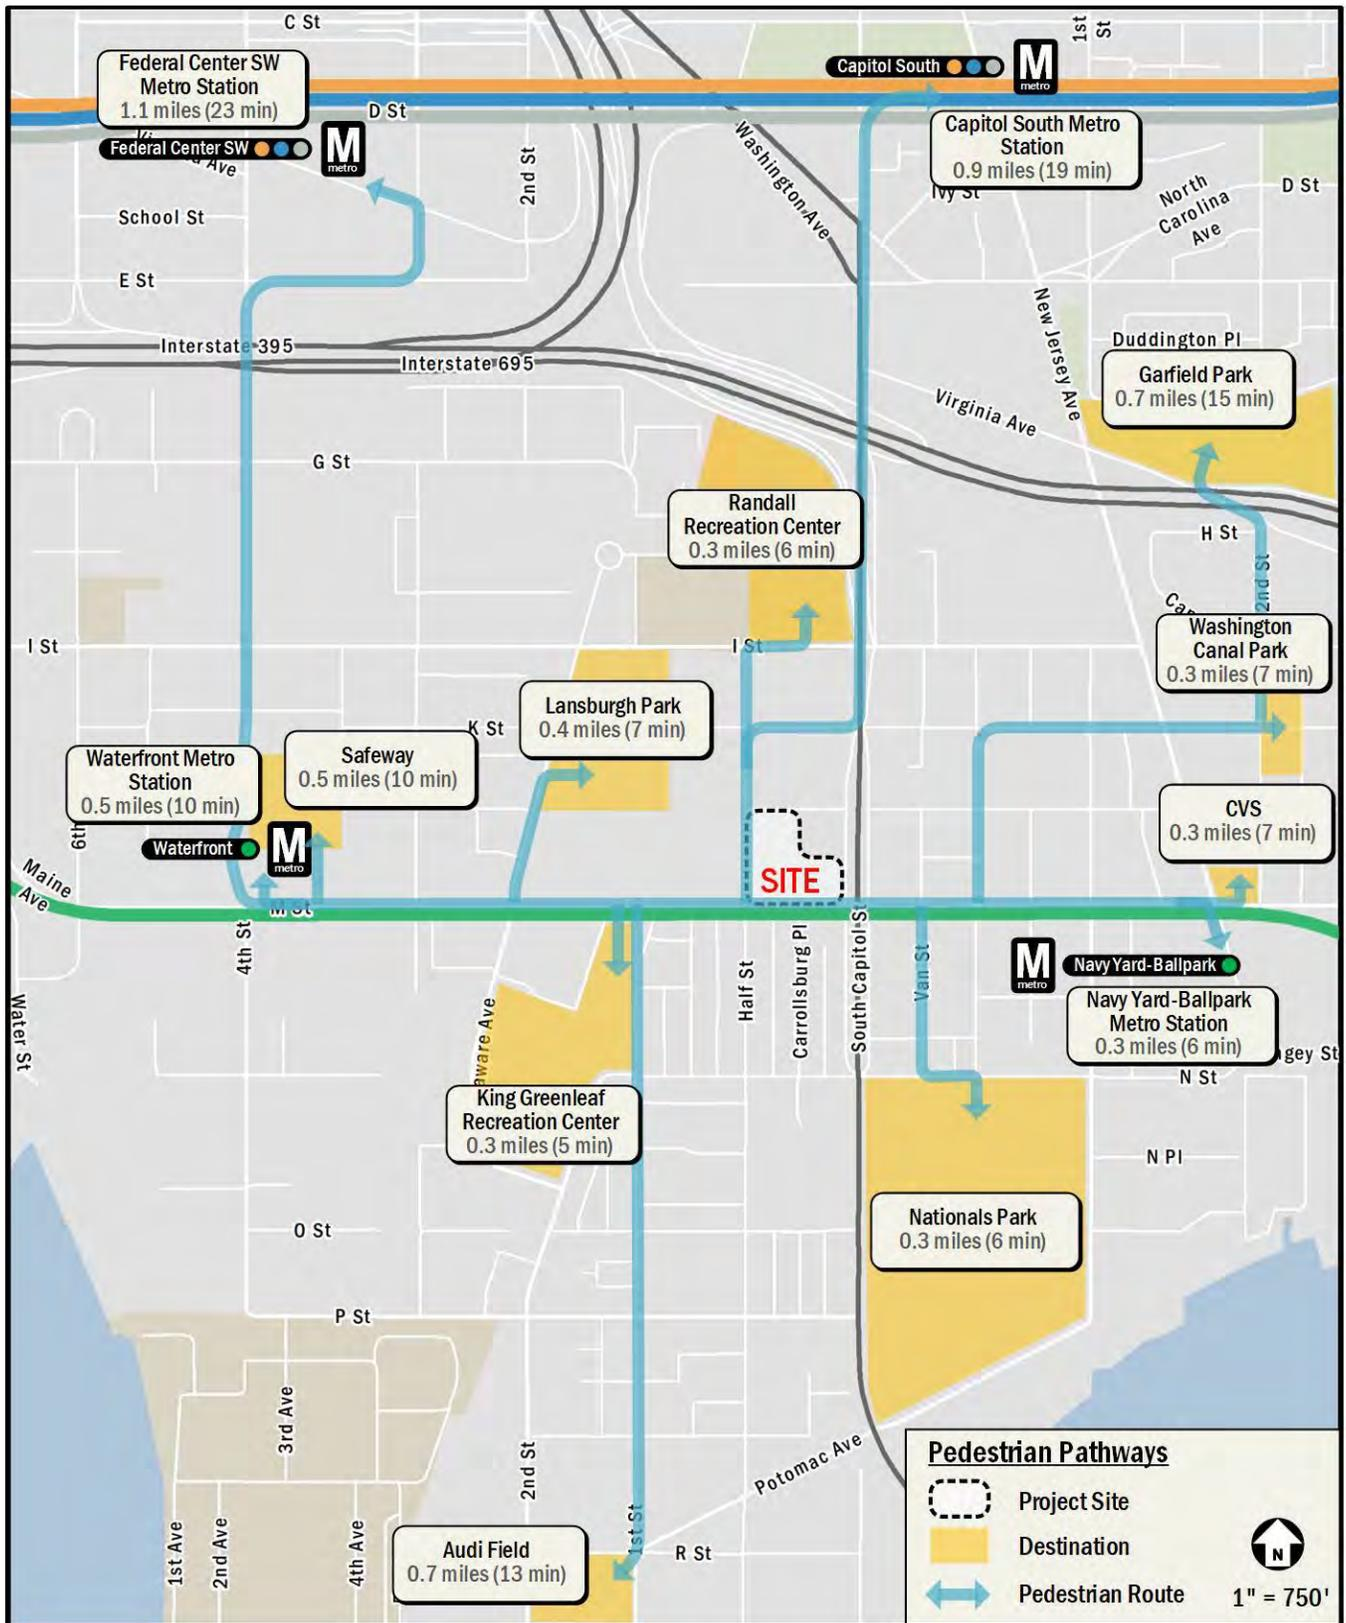 C St
1st
St
Federal Center SW
Metro Station
1.1 miles (23 min)
Capitol South
M
metro
D St
Federal Center SW
M
metro
Ave
2nd St
Washington Ave
Capitol South Metro
Station
0.9 miles (19 min)
Ivy St
North
Carolina
Ave
D St
School St
E St
New Jersey Ave
Interstate 395
Interstate 695
Duddington Pl
Garfield Park
0.7 miles (15 min)
Virginia Ave
G St
Randall
Recreation Center
0.3 miles (6 min)
H St
2nd St
I St
I St
Washington
Canal Park
0.3 miles (7 min)
Lansburgh Park
0.4 miles (7 min)
K St
Waterfront Metro
Station
0.5 miles (10 min)
Safeway
0.5 miles (10 min)
CVS
0.3 miles (7 min)
6th
Waterfront
M
metro
SITE
Maine
Ave
M St
4th St
Half St
Carrollsburg Pl
South Capitol St
Van St
M
metro
Navy Yard-Ballpark
Navy Yard-Ballpark
Metro Station
0.3 miles (6 min)
Water St
aware Ave
ngey St
N St
King Greenleaf
Recreation Center
0.3 miles (5 min)
N Pl
Nationals Park
0.3 miles (6 min)
O St
P St
3rd Ave
2nd St
Potomac Ave
1st Ave
2nd Ave
4th Ave
Audi Field
0.7 miles (13 min)
1st St
R St
Pedestrian Pathways
Project Site
Destination
Pedestrian Route
N
1" = 750'